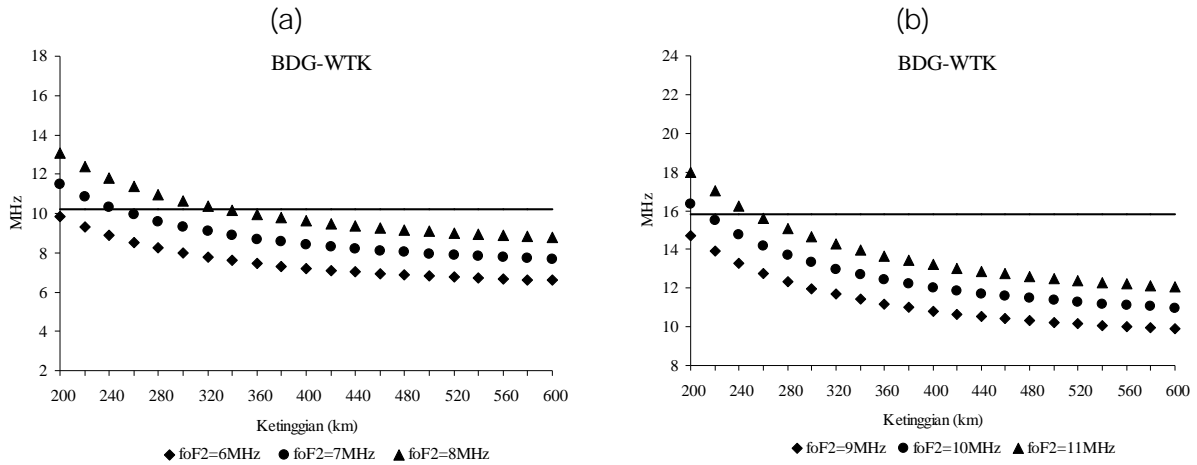 (a)
BDG-WTK
18
16
14
12
10
8
6
4
2
MHz
200 240 280 320 360 400 440 480 520 560 600
Ketinggian (km)
foF2=6MHz foF2=7MHz foF2=8MHz
(b)
BDG-WTK
24
22
20
18
16
14
12
10
8
MHz
200 240 280 320 360 400 440 480 520 560 600
Ketinggian (km)
foF2=9MHz foF2=10MHz foF2=11MHz